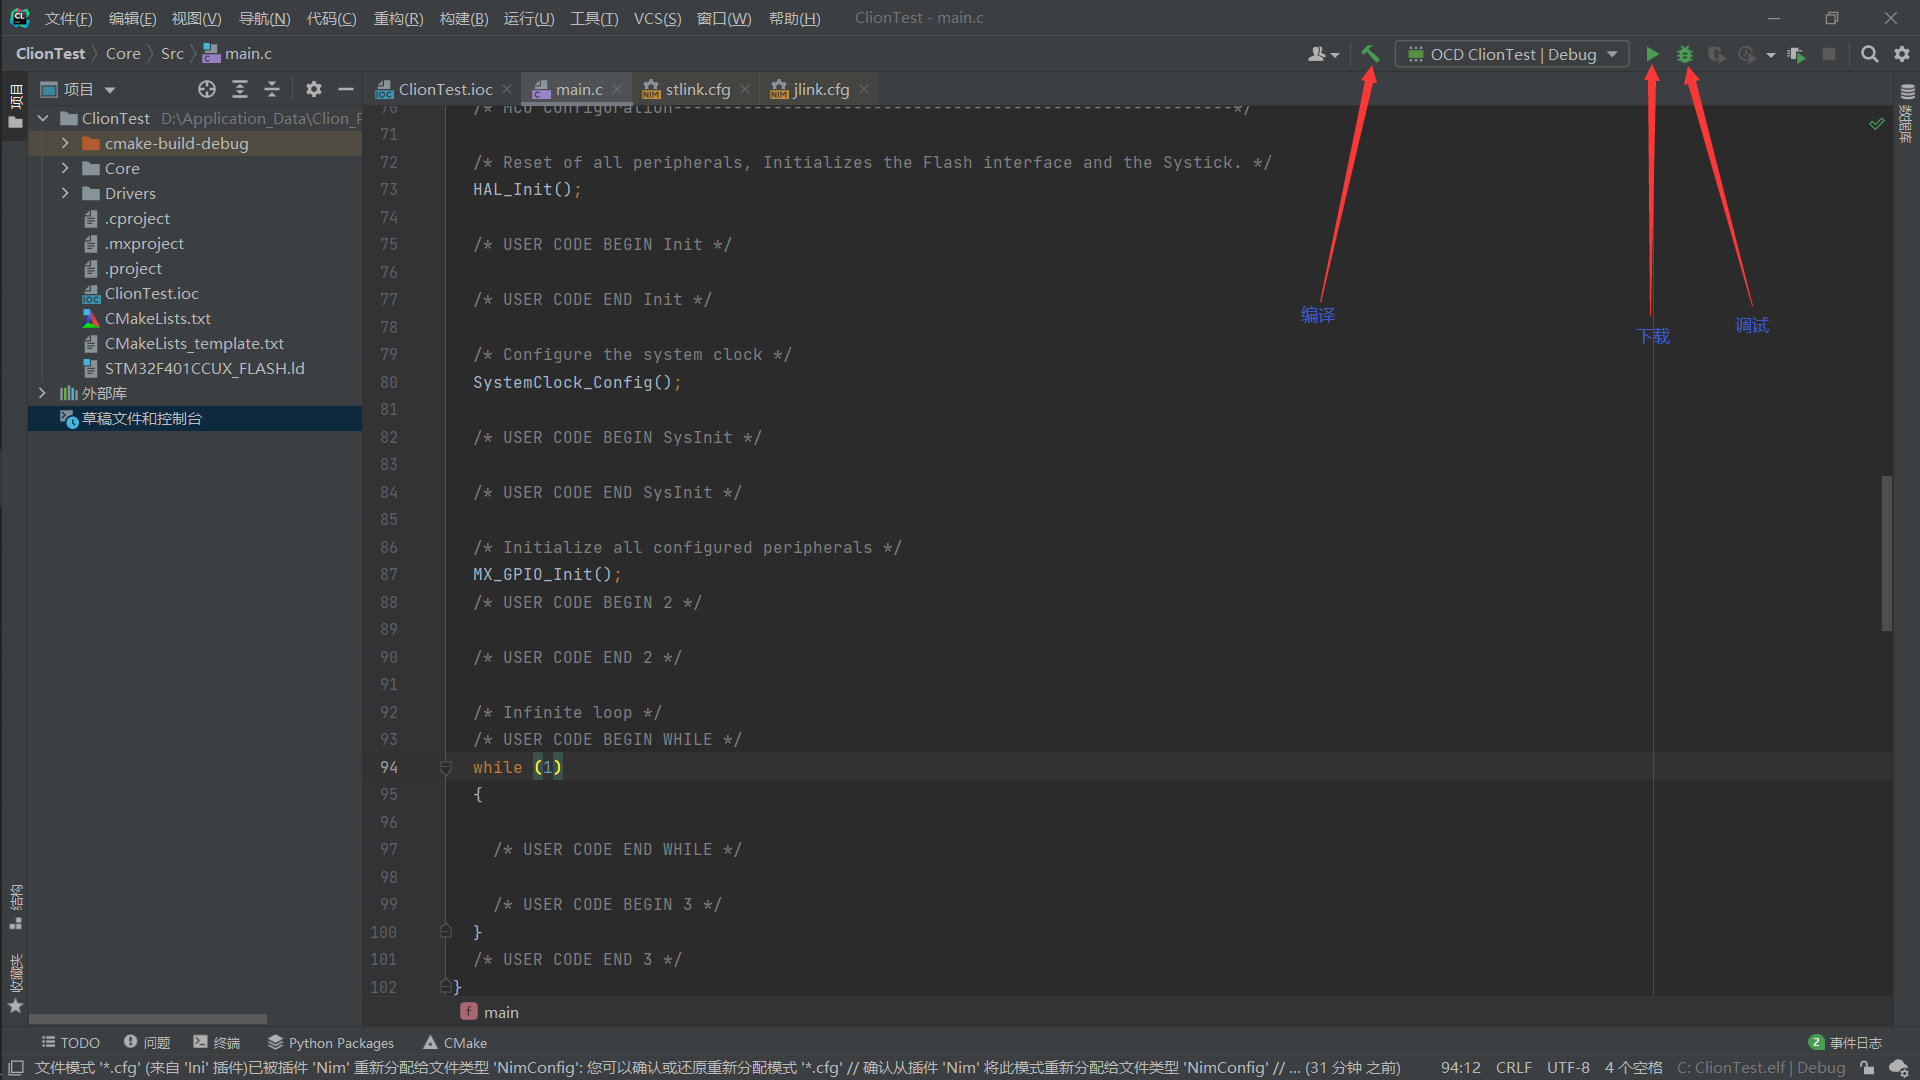 文件(F) 编辑(E) 视图(V) 导航(N) 代码(C) 重构(R) 构建(B) 运行(U) 工具(T) VCS(S) 窗口(W) 帮助(H) ClionTest - main.c
ClionTest Core Src main.c
OCD ClionTest | Debug
项目
ClionTest.ioc main.c stlink.cfg jlink.cfg
项目
数据库
ClionTest D:\Application_Data\Clion_
cmake-build-debug
Core
Drivers
.cproject
.mxproject
.project
ClionTest.ioc
CMakeLists.txt
CMakeLists_template.txt
STM32F401CCUX_FLASH.ld
外部库
草稿文件和控制台
70 /* MCU Configuration--------------------------------------------------------*/
71
72 /* Reset of all peripherals, Initializes the Flash interface and the Systick. */
73 HAL_Init();
74
75 /* USER CODE BEGIN Init */
76
77 /* USER CODE END Init */
78
79 /* Configure the system clock */
80 SystemClock_Config();
81
82 /* USER CODE BEGIN SysInit */
83
84 /* USER CODE END SysInit */
85
86 /* Initialize all configured peripherals */
87 MX_GPIO_Init();
88 /* USER CODE BEGIN 2 */
89
90 /* USER CODE END 2 */
91
92 /* Infinite loop */
93 /* USER CODE BEGIN WHILE */
94 while (1)
95 {
96
97 /* USER CODE END WHILE */
98
99 /* USER CODE BEGIN 3 */
100 }
101 /* USER CODE END 3 */
102 }
编译
下载
调试
结构
收藏夹
main
TODO 问题 终端 Python Packages CMake 2 事件日志
文件模式 '*.cfg' (来自 'Ini' 插件)已被插件 'Nim' 重新分配给文件类型 'NimConfig': 您可以确认或还原重新分配模式 '*.cfg' // 确认从插件 'Nim' 将此模式重新分配给文件类型 'NimConfig' // ... (31 分钟 之前) 94:12 CRLF UTF-8 4 个空格 C: ClionTest.elf | Debug